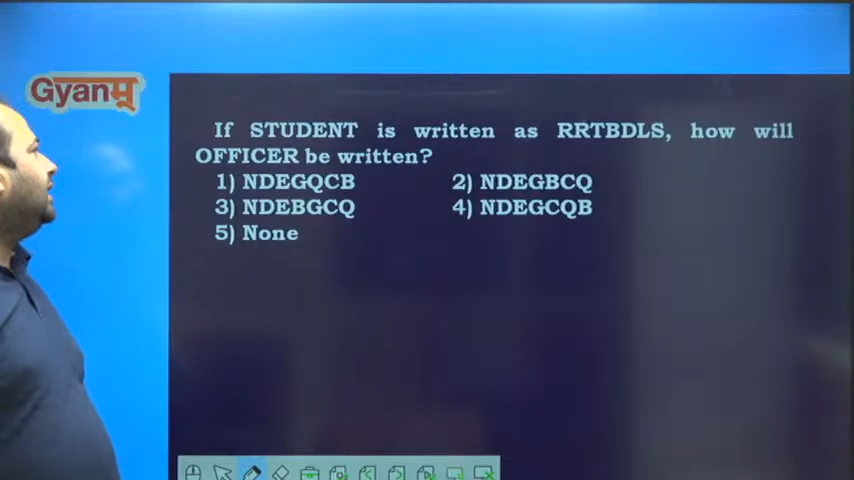 Gyanभू
If STUDENT is written as RRTBDLS, how will
OFFICER be written?
1) NDEGQCB 2) NDEGBCQ
3) NDEBGCQ 4) NDEGCQB
5) None